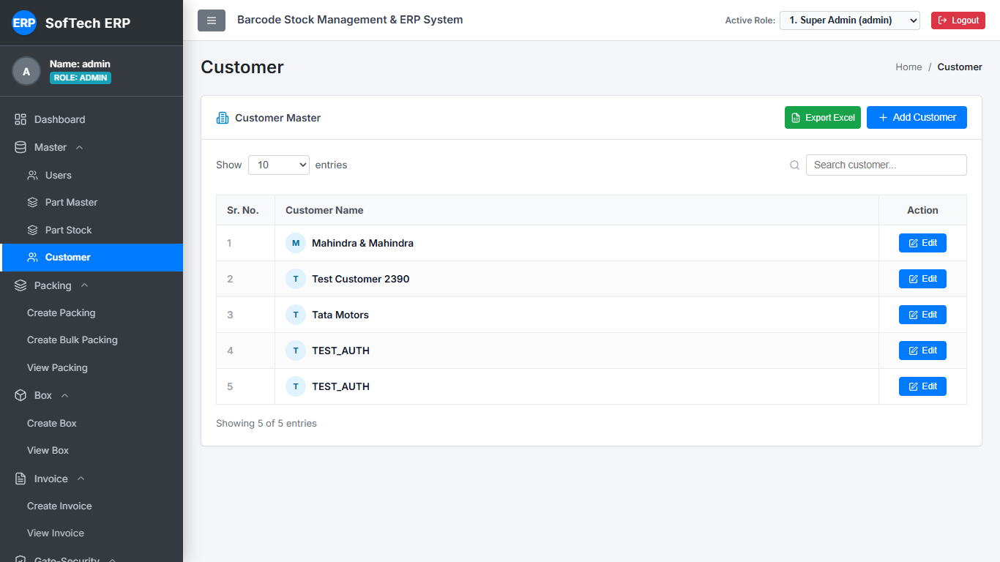 ERP SofTech ERP
Barcode Stock Management & ERP System
Active Role: 1. Super Admin (admin)
Logout
A
Name: admin
ROLE: ADMIN
Dashboard
Master
Users
Part Master
Part Stock
Customer
Packing
Create Packing
Create Bulk Packing
View Packing
Box
Create Box
View Box
Invoice
Create Invoice
View Invoice
Gate-Security
Customer
Home / Customer
Customer Master
Export Excel
Add Customer
Show 10 entries
Search customer...
Sr. No. Customer Name Action
1 M Mahindra & Mahindra Edit
2 T Test Customer 2390 Edit
3 T Tata Motors Edit
4 T TEST_AUTH Edit
5 T TEST_AUTH Edit
Showing 5 of 5 entries